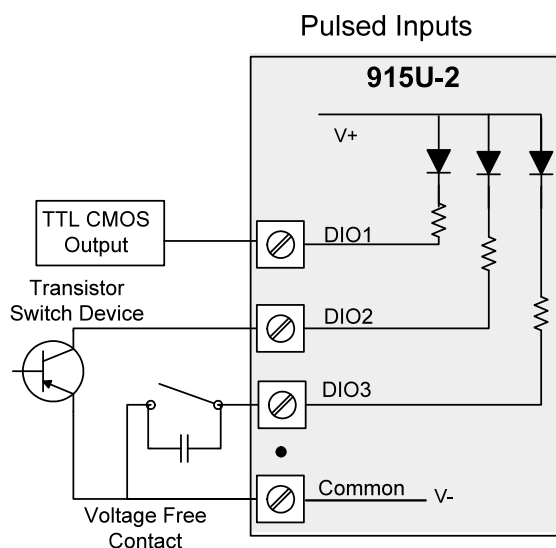 Pulsed Inputs
915U-2
V+
TTL CMOS
Output
DIO1
Transistor
Switch Device
DIO2
DIO3
Common
V-
Voltage Free
Contact